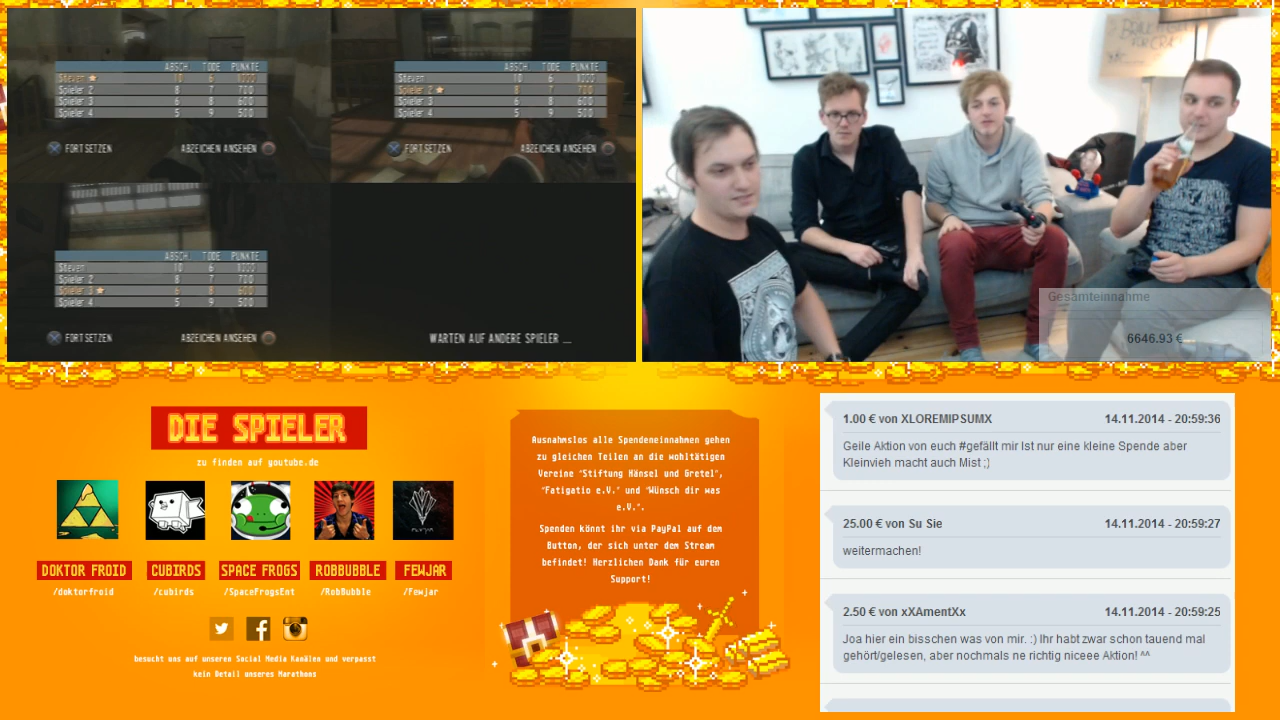 ABSCH. TODE PUNKTE
Steven 10 6 1000
Spieler 2 8 7 700
Spieler 3 6 8 600
Spieler 4 5 9 500
FORTSETZEN ABZEICHEN ANSEHEN
ABSCH. TODE PUNKTE
Steven 10 6 1000
Spieler 2 8 7 700
Spieler 3 6 8 600
Spieler 4 5 9 500
FORTSETZEN ABZEICHEN ANSEHEN
ABSCH. TODE PUNKTE
Steven 10 6 1000
Spieler 2 8 7 700
Spieler 3 6 8 600
Spieler 4 5 9 500
FORTSETZEN ABZEICHEN ANSEHEN
WARTEN AUF ANDERE SPIELER ...
Gesamteinnahme
6646.93 €
DIE SPIELER
zu finden auf youtube.de
FEWJAR
DOKTOR FROID
CUBIRDS
SPACE FROGS
ROBBUBBLE
FEWJAR
/doktorfroid
/cubirds
/SpaceFrogsEnt
/RobBubble
/Fewjar
besucht uns auf unseren Social Media Kanälen und verpasst
kein Detail unseres Marathons
Ausnahmslos alle Spendeneinnahmen gehen
zu gleichen Teilen an die wohltätigen
Vereine "Stiftung Hänsel und Gretel",
"Fatigatio e.V." und "Wünsch dir was
e.V.".
Spenden könnt ihr via PayPal auf dem
Button, der sich unter dem Stream
befindet! Herzlichen Dank für euren
Support!
1.00 € von XLOREMIPSUMX 14.11.2014 - 20:59:36
Geile Aktion von euch #gefällt mir Ist nur eine kleine Spende aber
Kleinvieh macht auch Mist ;)
25.00 € von Su Sie 14.11.2014 - 20:59:27
weitermachen!
2.50 € von xXAmentXx 14.11.2014 - 20:59:25
Joa hier ein bisschen was von mir. :) Ihr habt zwar schon tauend mal
gehört/gelesen, aber nochmals ne richtig niceee Aktion! ^^